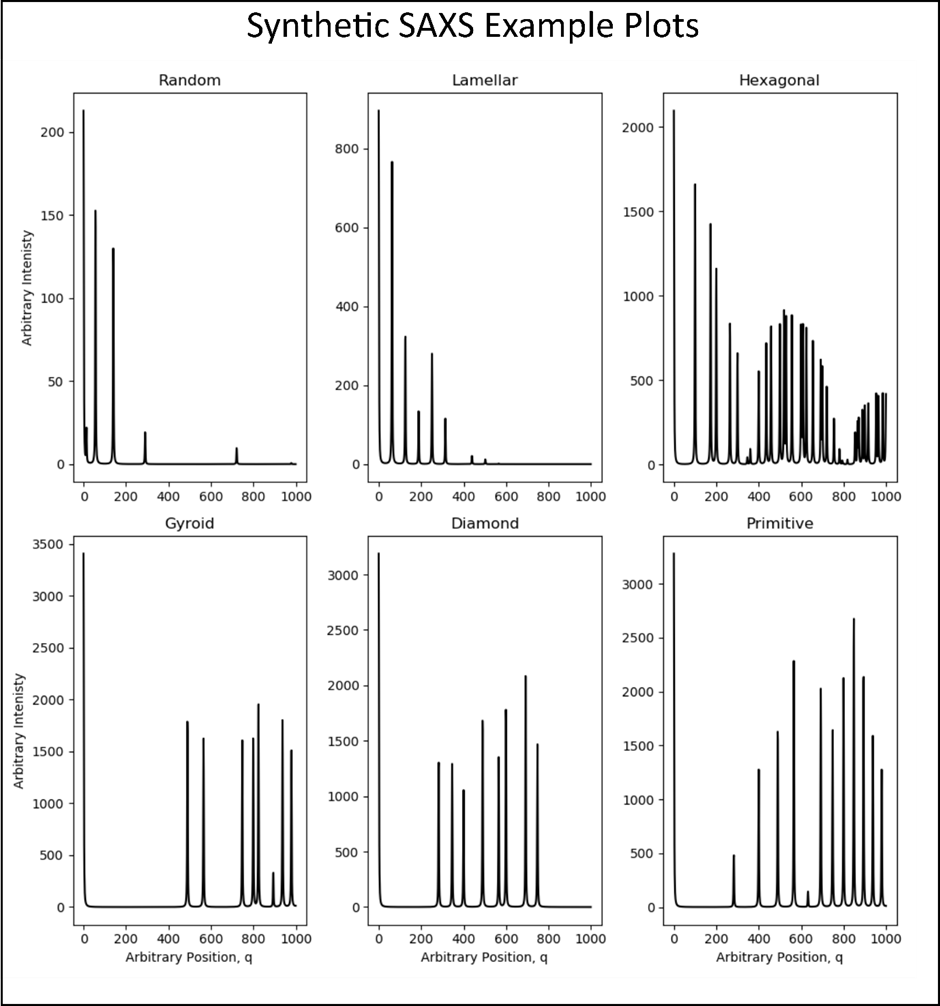 Synthetic SAXS Example Plots
Random
Lamellar
Hexagonal
200
150
100
50
0
Arbitrary Intenisty
0 200 400 600 800 1000
800
600
400
200
0
0 200 400 600 800 1000
2000
1500
1000
500
0
0 200 400 600 800 1000
Gyroid
Diamond
Primitive
3500
3000
2500
2000
1500
1000
500
0
Arbitrary Intenisty
0 200 400 600 800 1000
Arbitrary Position, q
3000
2500
2000
1500
1000
500
0
0 200 400 600 800 1000
Arbitrary Position, q
3000
2500
2000
1500
1000
500
0
0 200 400 600 800 1000
Arbitrary Position, q